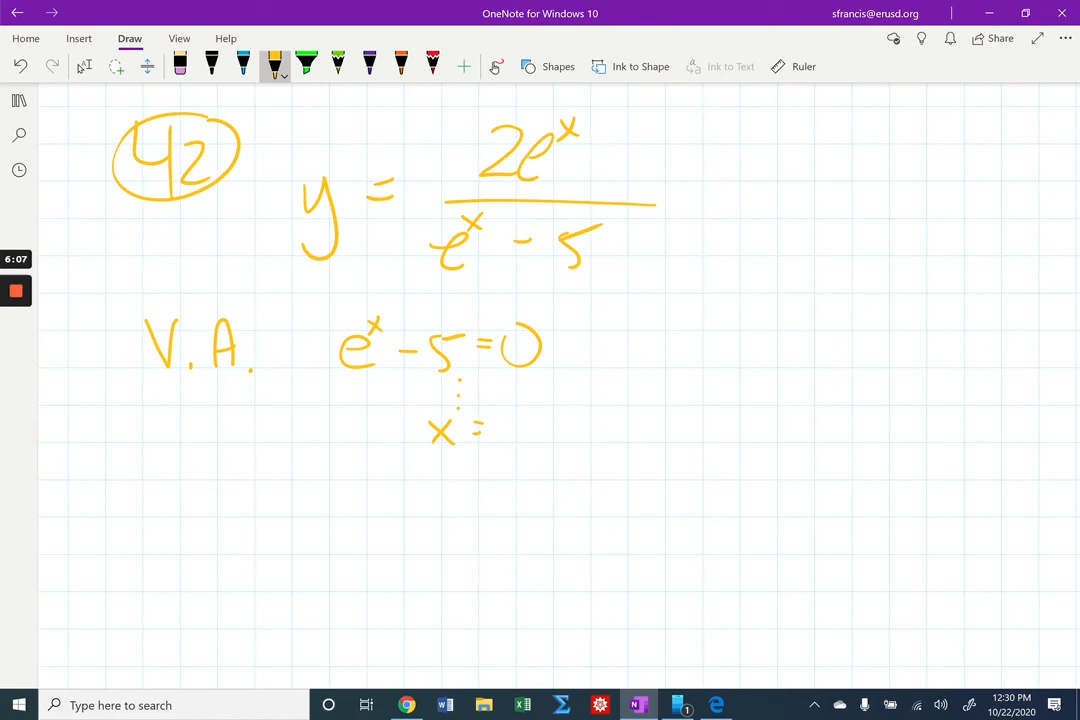 OneNote for Windows 10
sfrancis@erusd.org
Home Insert Draw View Help
Share
Shapes Ink to Shape Ink to Text Ruler
42
y = 2e^x / (e^x - 5)
6:07
V.A. e^x - 5 = 0
⋮
x =
Type here to search
1
12:30 PM
10/22/2020